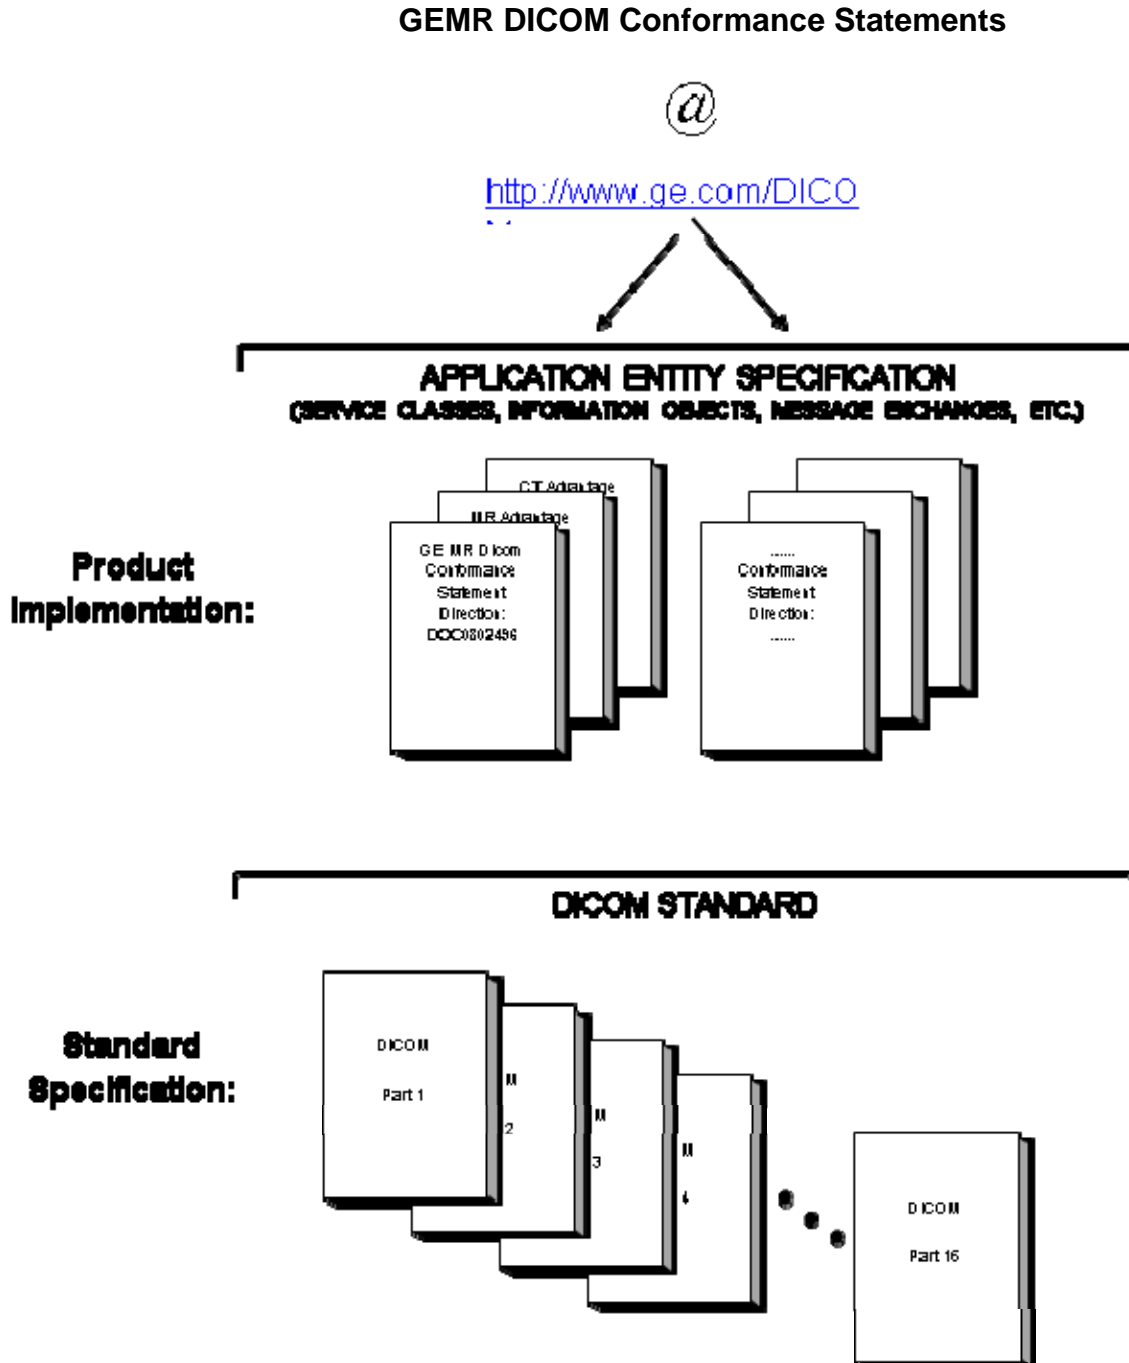 GEMR DICOM Conformance Statements
@
http://www.ge.com/DICO
APPLICATION ENTITY SPECIFICATION
(SERVICE CLASSES, INFORMATION OBJECTS, MESSAGE EXCHANGES, ETC.)
Product
Implementation:
CT Advantage
MR Advantage
GE MR Dicom
Conformance
Statement
Direction:
DOC0802496
......
Conformance
Statement
Direction:
......
DICOM STANDARD
Standard
Specification:
DICOM
Part 1
M
2
M
3
M
4
DICOM
Part 16